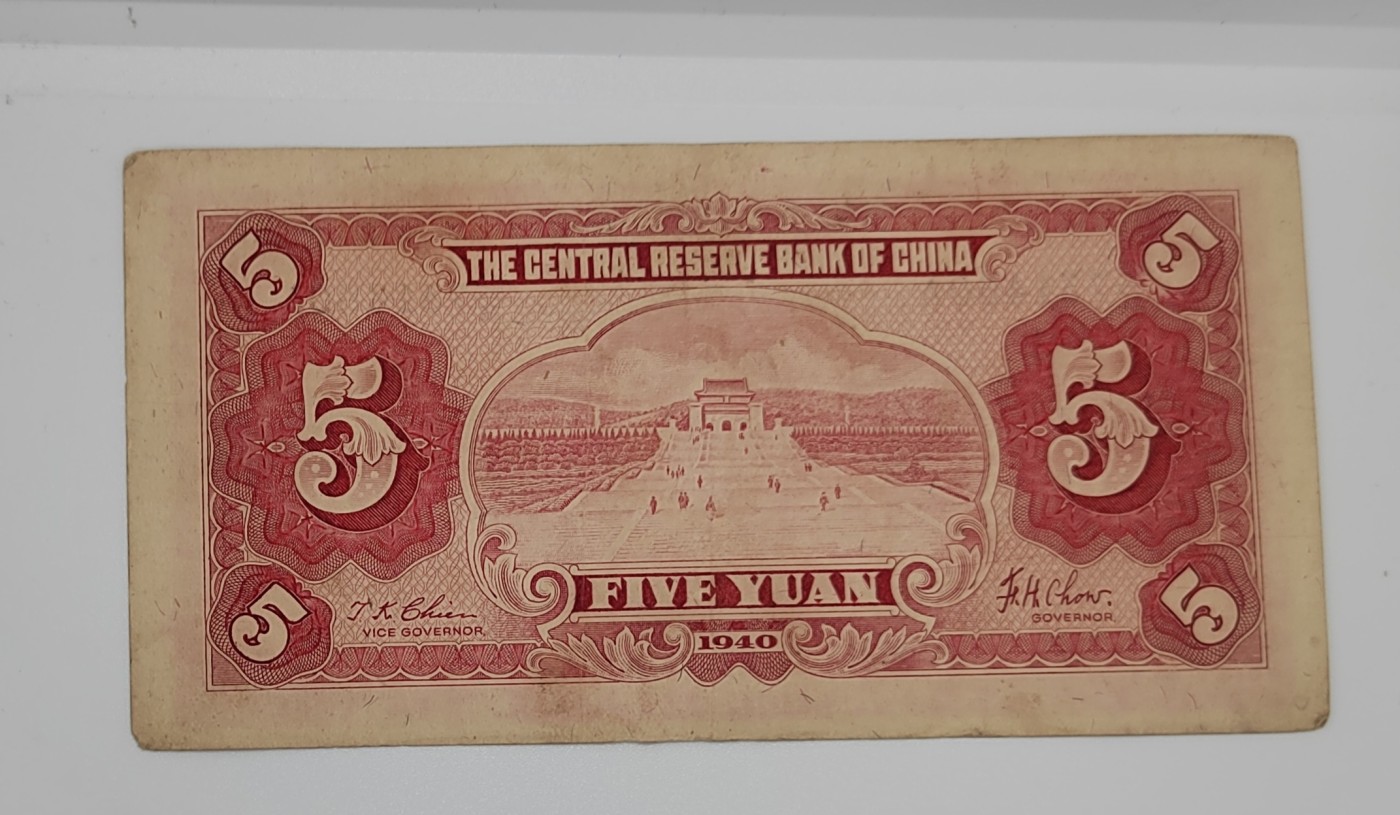 5 5
THE CENTRAL RESERVE BANK OF CHINA
5 5
FIVE YUAN
T. K. Chien Fr. H. Chow.
VICE GOVERNOR. GOVERNOR.
1940
5 5